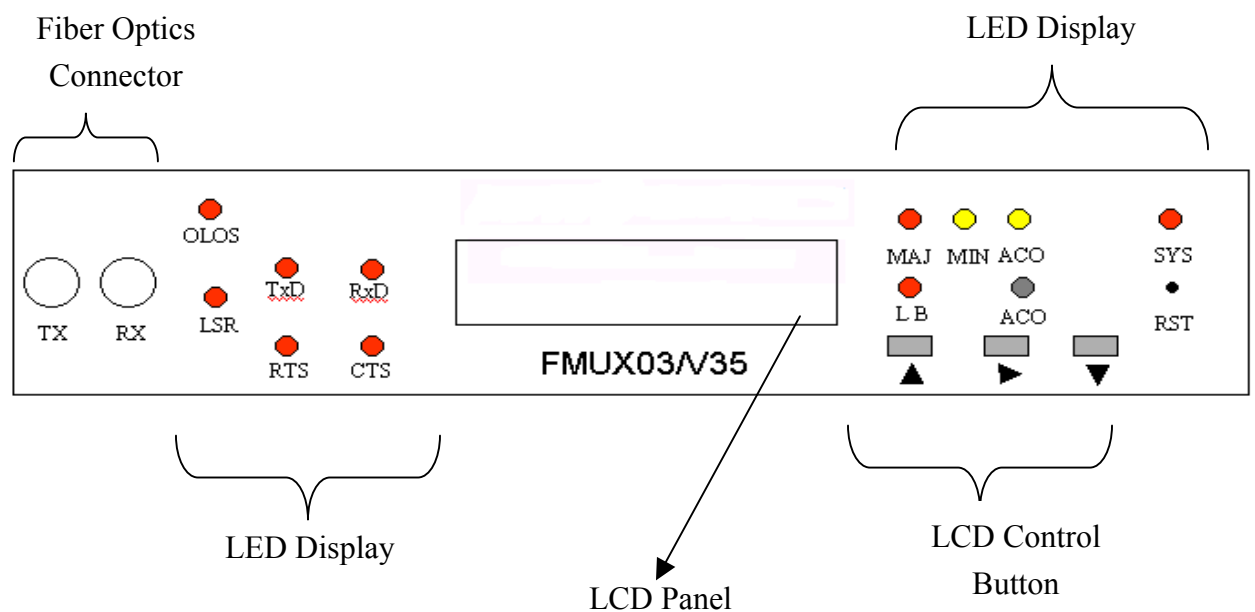 Fiber Optics
Connector
LED Display
OLOS
TX
RX
LSR
TxD
RxD
RTS
CTS
FMUX03/V35
MAJ
MIN
ACO
SYS
L B
ACO
RST
LED Display
LCD Panel
LCD Control
Button